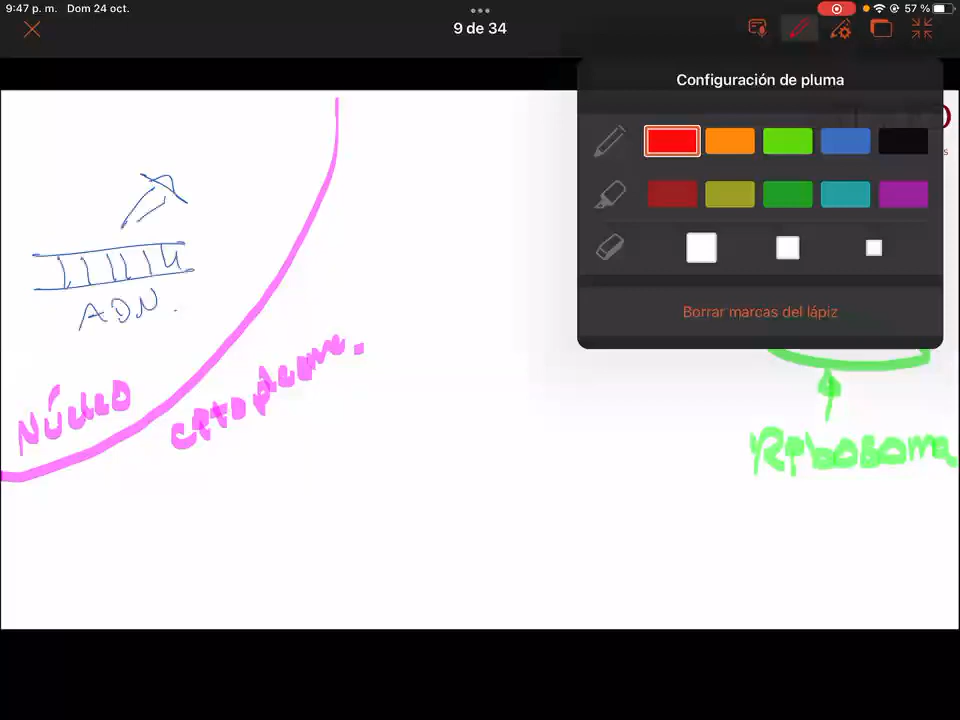 9:47 p. m. Dom 24 oct.
57 %
9 de 34
Configuración de pluma
Borrar marcas del lápiz
ADN.
Núcleo
Citoplasma.
Ribosoma